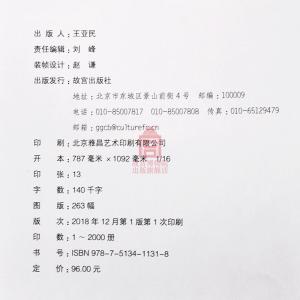 出 版 人：王亚民
责任编辑：刘 峰
装帧设计：赵 谦
出版发行：故宫出版社
地址：北京市东城区景山前街4号 邮编：100009
电话：010-85007817 010-85007808 传真：010-65129479
邮箱：ggcb@culturefc.cn
印 刷：北京雅昌艺术印刷有限公司
开 本：787毫米×1092毫米 1/16
印 张：13
字 数：140千字
图 版：263幅
版 次：2018年12月第1版第1次印刷
印 数：1～2000册
书 号：ISBN 978-7-5134-1131-8
定 价：96.00元
出版旗舰店